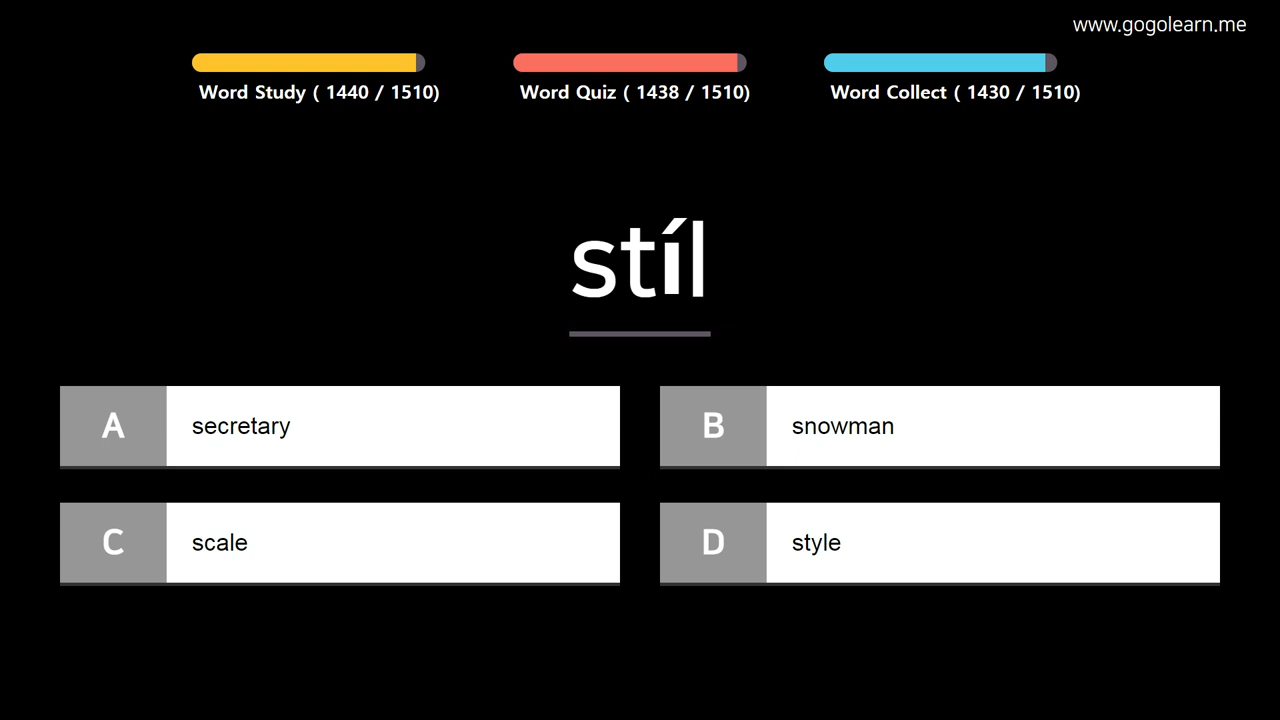 www.gogolearn.me
Word Study ( 1440 / 1510)
Word Quiz ( 1438 / 1510)
Word Collect ( 1430 / 1510)
stíl
A secretary
B snowman
C scale
D style